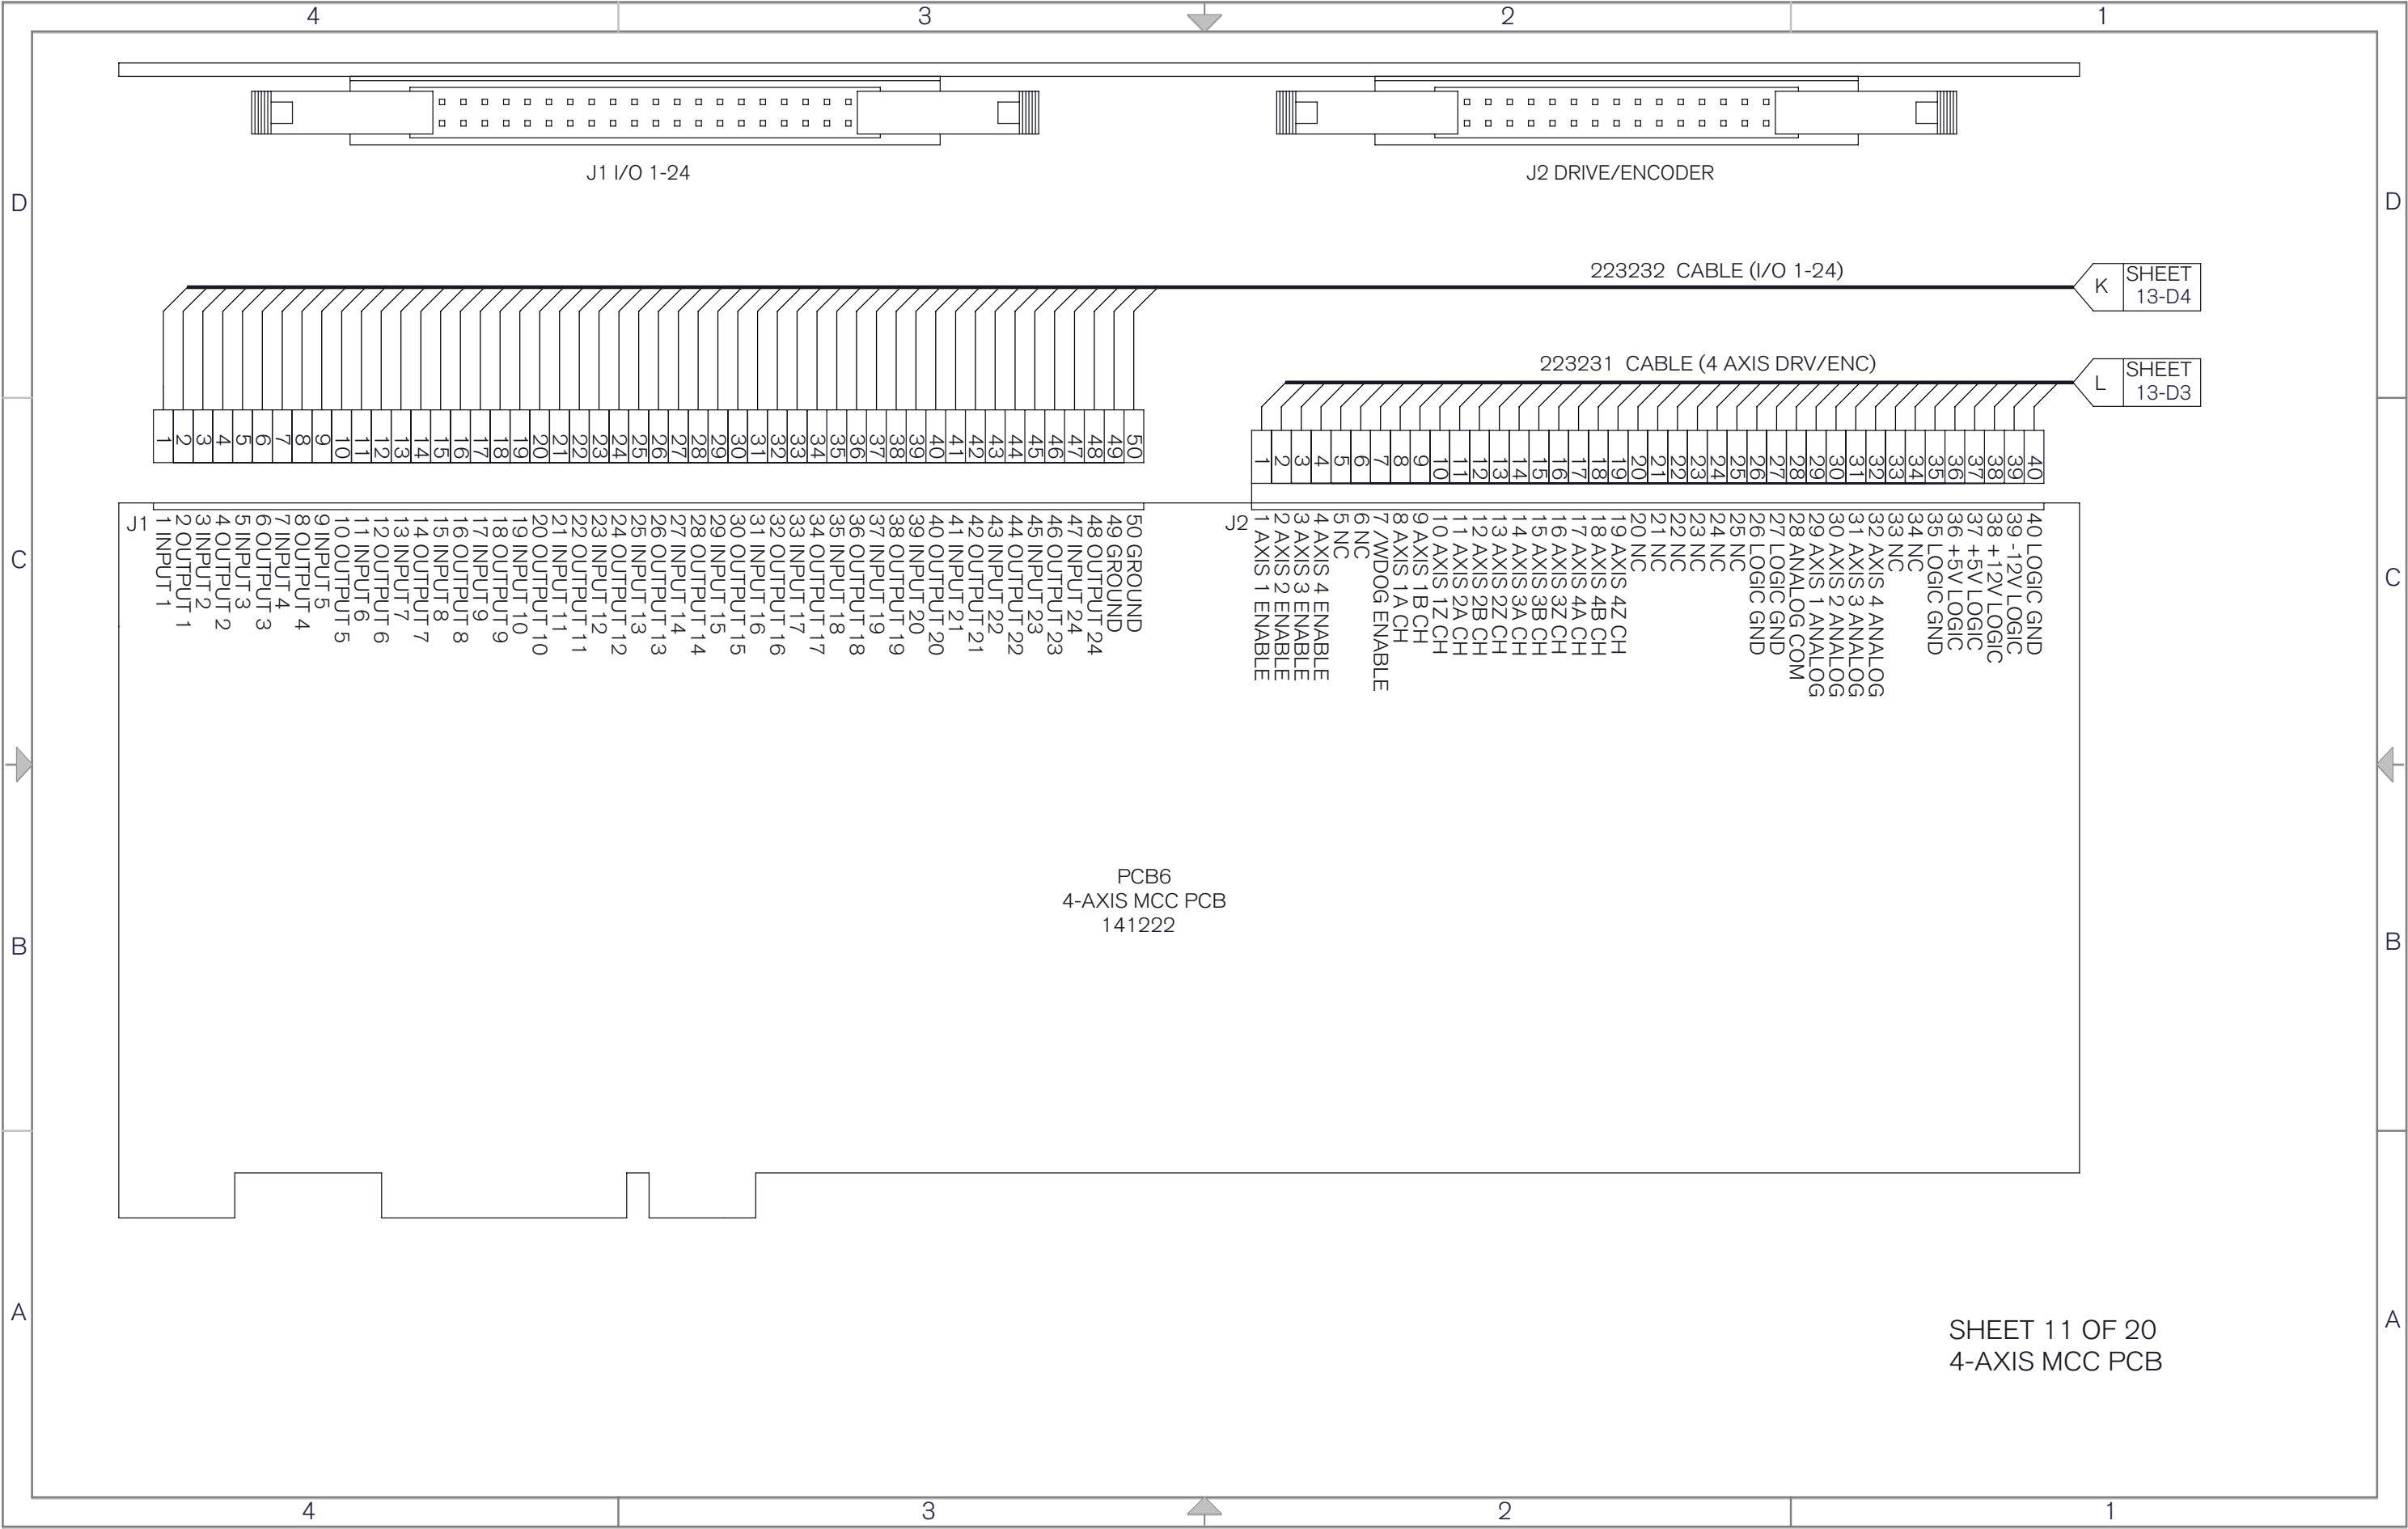 4 3 2 1
J1 I/O 1-24
J2 DRIVE/ENCODER
D
D
223232 CABLE (I/O 1-24)
K
SHEET
13-D4
223231 CABLE (4 AXIS DRV/ENC)
L
SHEET
13-D3
1 2 3 4 5 6 7 8 9 10 11 12 13 14 15 16 17 18 19 20 21 22 23 24 25 26 27 28 29 30 31 32 33 34 35 36 37 38 39 40 41 42 43 44 45 46 47 48 49 50
1 2 3 4 5 6 7 8 9 10 11 12 13 14 15 16 17 18 19 20 21 22 23 24 25 26 27 28 29 30 31 32 33 34 35 36 37 38 39 40
J1
1 INPUT 1
2 OUTPUT 1
3 INPUT 2
4 OUTPUT 2
5 INPUT 3
6 OUTPUT 3
7 INPUT 4
8 OUTPUT 4
9 INPUT 5
10 OUTPUT 5
11 INPUT 6
12 OUTPUT 6
13 INPUT 7
14 OUTPUT 7
15 INPUT 8
16 OUTPUT 8
17 INPUT 9
18 OUTPUT 9
19 INPUT 10
20 OUTPUT 10
21 INPUT 11
22 OUTPUT 11
23 INPUT 12
24 OUTPUT 12
25 INPUT 13
26 OUTPUT 13
27 INPUT 14
28 OUTPUT 14
29 INPUT 15
30 OUTPUT 15
31 INPUT 16
32 OUTPUT 16
33 INPUT 17
34 OUTPUT 17
35 INPUT 18
36 OUTPUT 18
37 INPUT 19
38 OUTPUT 19
39 INPUT 20
40 OUTPUT 20
41 INPUT 21
42 OUTPUT 21
43 INPUT 22
44 OUTPUT 22
45 INPUT 23
46 OUTPUT 23
47 INPUT 24
48 OUTPUT 24
49 GROUND
50 GROUND
J2
1 AXIS 1 ENABLE
2 AXIS 2 ENABLE
3 AXIS 3 ENABLE
4 AXIS 4 ENABLE
5 NC
6 NC
7 /WDOG ENABLE
8 AXIS 1A CH
9 AXIS 1B CH
10 AXIS 1Z CH
11 AXIS 2A CH
12 AXIS 2B CH
13 AXIS 2Z CH
14 AXIS 3A CH
15 AXIS 3B CH
16 AXIS 3Z CH
17 AXIS 4A CH
18 AXIS 4B CH
19 AXIS 4Z CH
20 NC
21 NC
22 NC
23 NC
24 NC
25 NC
26 LOGIC GND
27 LOGIC GND
28 ANALOG COM
29 AXIS 1 ANALOG
30 AXIS 2 ANALOG
31 AXIS 3 ANALOG
32 AXIS 4 ANALOG
33 NC
34 NC
35 LOGIC GND
36 +5V LOGIC
37 +5V LOGIC
38 +12V LOGIC
39 -12V LOGIC
40 LOGIC GND
C
C
PCB6
4-AXIS MCC PCB
141222
B
B
A
A
SHEET 11 OF 20
4-AXIS MCC PCB
4 3 2 1